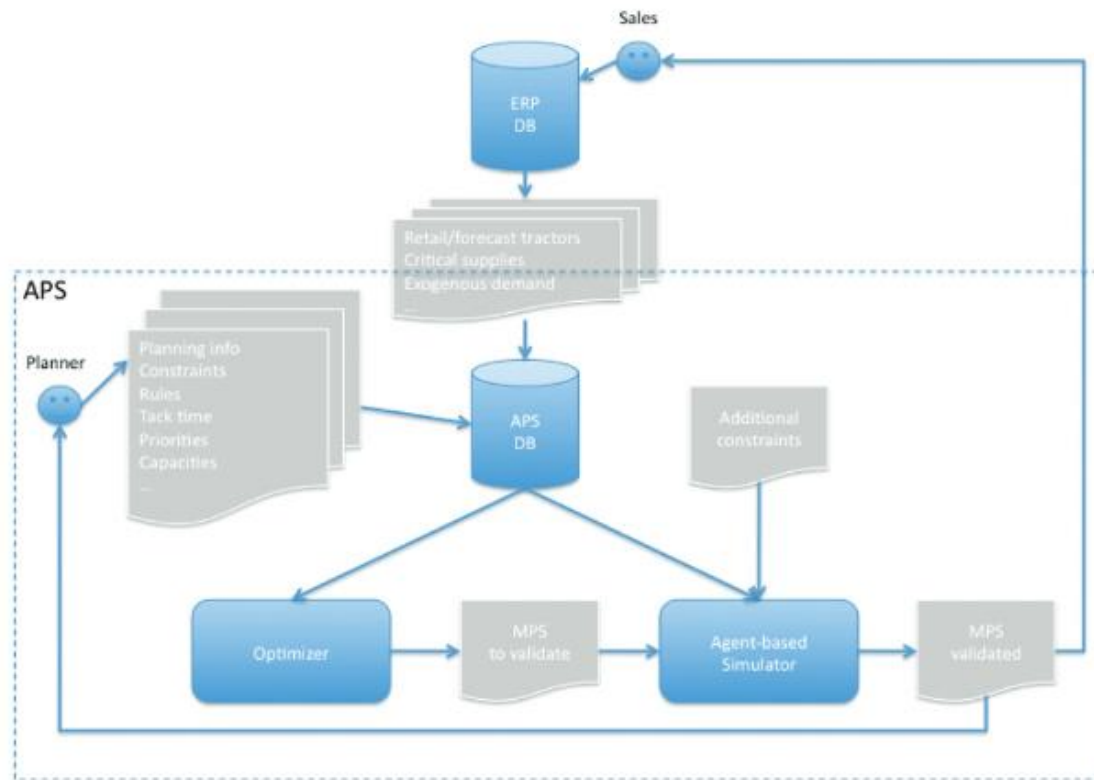 Sales
ERP
DB
Retail/forecast tractors
Critical supplies
Exogenous demand
...
APS
Planner
Planning info
Constraints
Rules
Tack time
Priorities
Capacities
...
APS
DB
Additional
constraints
Optimizer
MPS
to validate
Agent-based
Simulator
MPS
validated